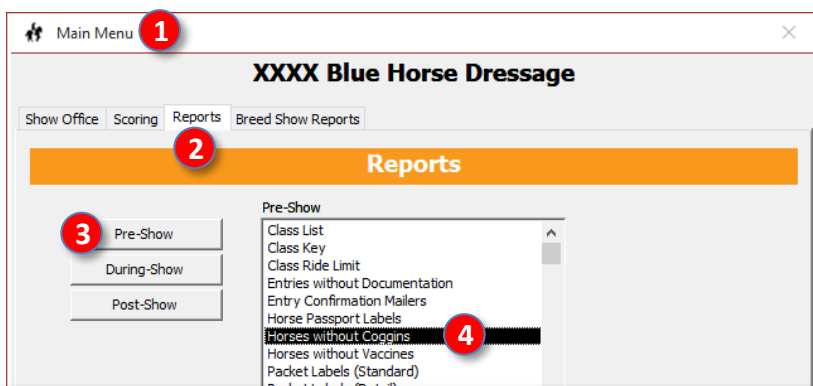 Main Menu 1
XXXX Blue Horse Dressage
Show Office Scoring Reports Breed Show Reports
2
Reports
Pre-Show
3 Pre-Show
During-Show
Post-Show
Class List
Class Key
Class Ride Limit
Entries without Documentation
Entry Confirmation Mailers
Horse Passport Labels
Horses without Coggins 4
Horses without Vaccines
Packet Labels (Standard)